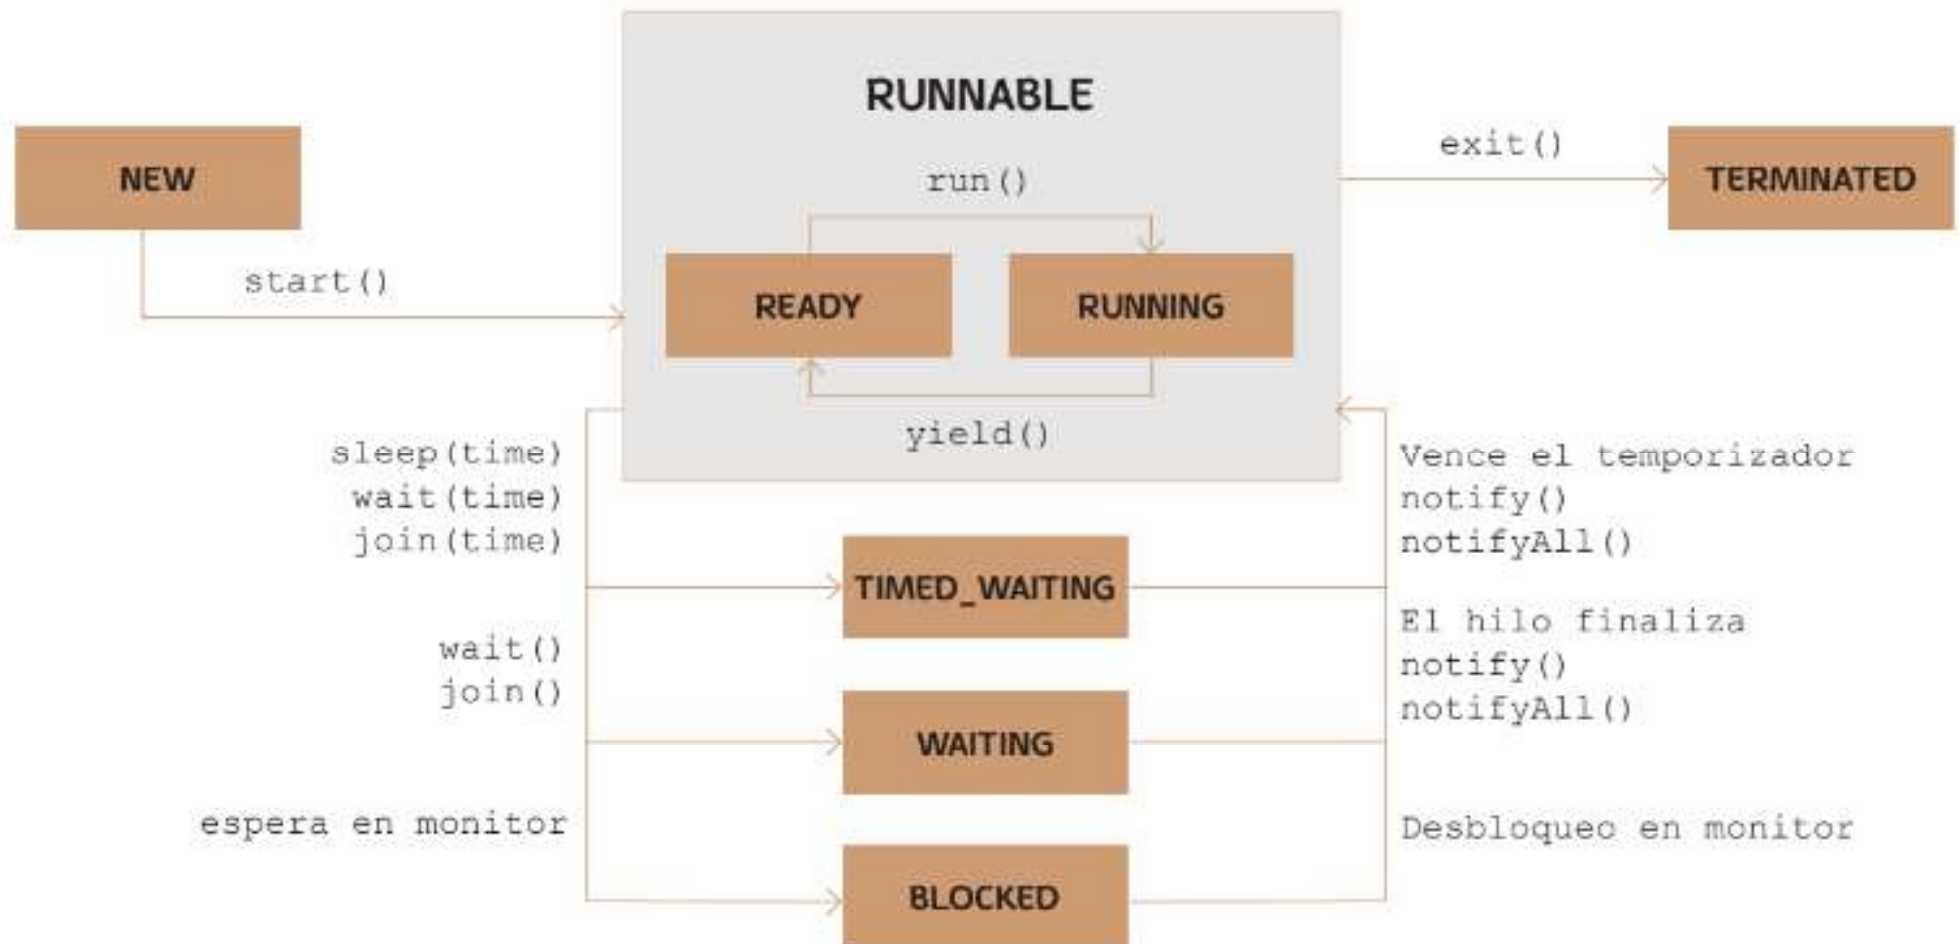 RUNNABLE
NEW
run()
exit()
TERMINATED
start()
READY
RUNNING
yield()
sleep(time)
wait(time)
join(time)
Vence el temporizador
notify()
notifyAll()
TIMED_WAITING
wait()
join()
El hilo finaliza
notify()
notifyAll()
WAITING
espera en monitor
Desbloqueo en monitor
BLOCKED